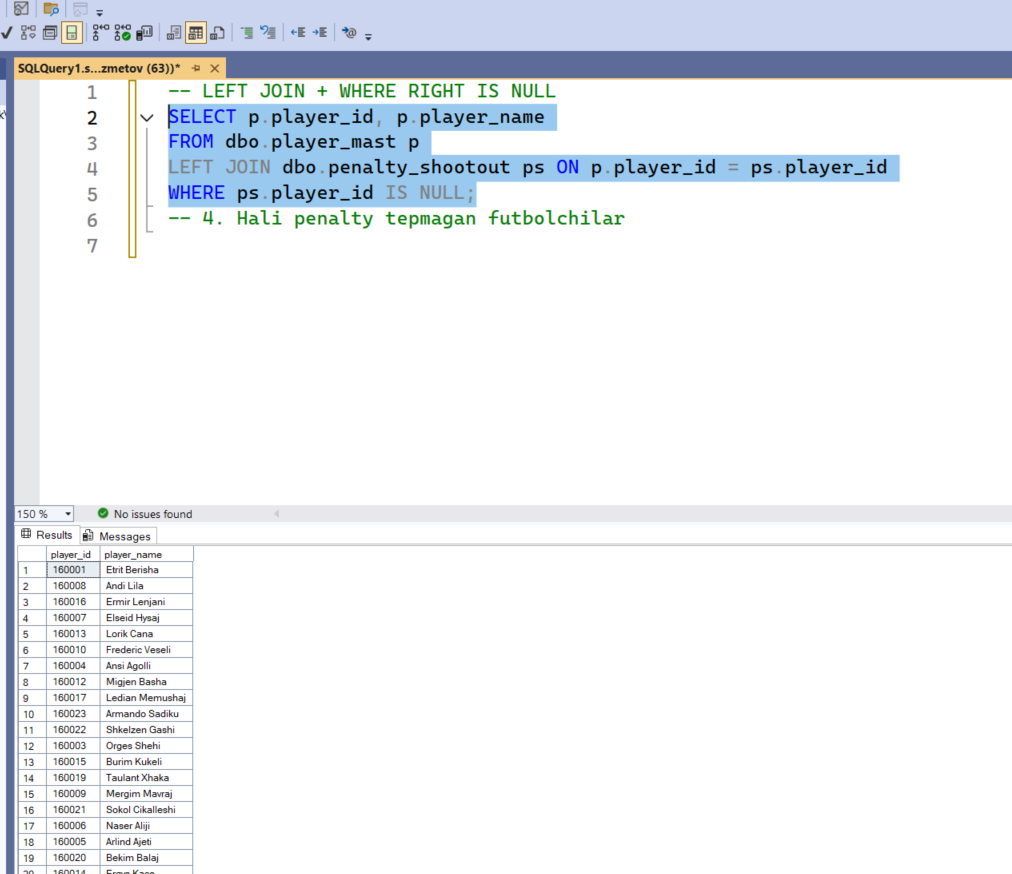 SQLQuery1.s...zmetov (63))*
1 -- LEFT JOIN + WHERE RIGHT IS NULL
2 SELECT p.player_id, p.player_name
3 FROM dbo.player_mast p
4 LEFT JOIN dbo.penalty_shootout ps ON p.player_id = ps.player_id
5 WHERE ps.player_id IS NULL;
6 -- 4. Hali penalty tepmagan futbolchilar
7
150 % No issues found
Results Messages
player_id player_name
1 160001 Etrit Berisha
2 160008 Andi Lila
3 160016 Ermir Lenjani
4 160007 Elseid Hysaj
5 160013 Lorik Cana
6 160010 Frederic Veseli
7 160004 Ansi Agolli
8 160012 Migjen Basha
9 160017 Ledian Memushaj
10 160023 Armando Sadiku
11 160022 Shkelzen Gashi
12 160003 Orges Shehi
13 160015 Burim Kukeli
14 160019 Taulant Xhaka
15 160009 Mergim Mavraj
16 160021 Sokol Cikalleshi
17 160006 Naser Aliji
18 160005 Arlind Ajeti
19 160020 Bekim Balaj
20 160014